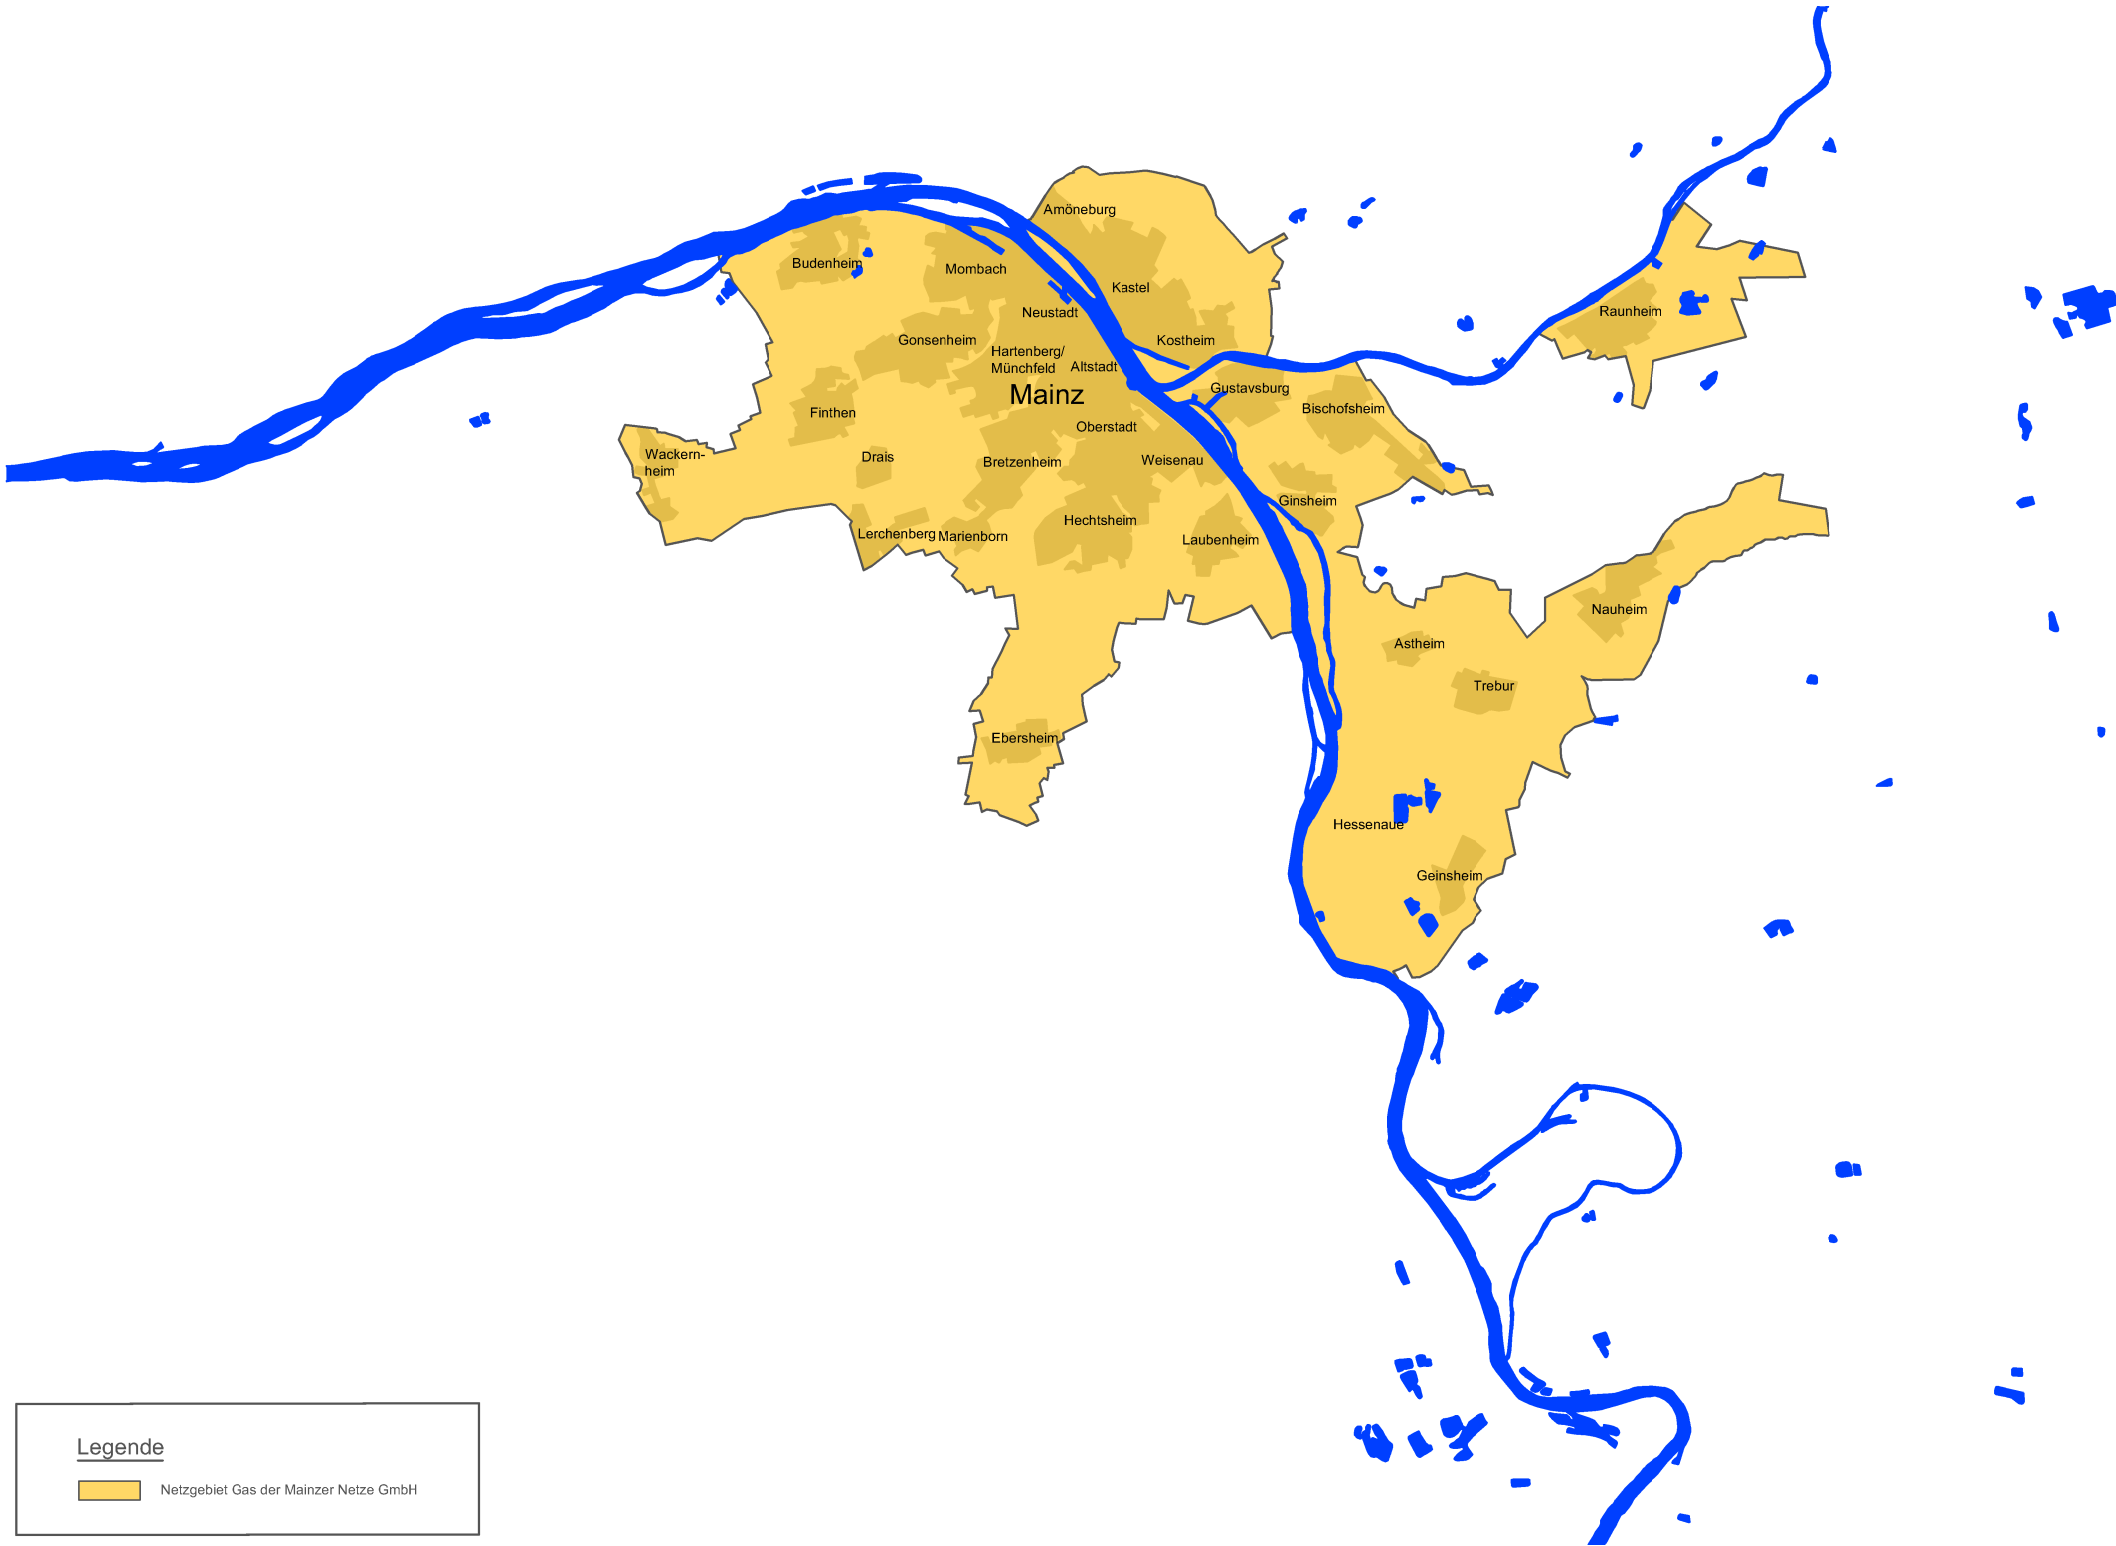 Amöneburg
Budenheim
Mombach
Kastel
Neustadt
Raunheim
Gonsenheim
Kostheim
Hartenberg/
Münchfeld
Altstadt
Mainz
Gustavsburg
Bischofsheim
Finthen
Oberstadt
Wackern-
heim
Drais
Bretzenheim
Weisenau
Ginsheim
Hechtsheim
Lerchenberg
Marienborn
Laubenheim
Nauheim
Astheim
Trebur
Ebersheim
Hessenaue
Geinsheim
Legende
Netzgebiet Gas der Mainzer Netze GmbH